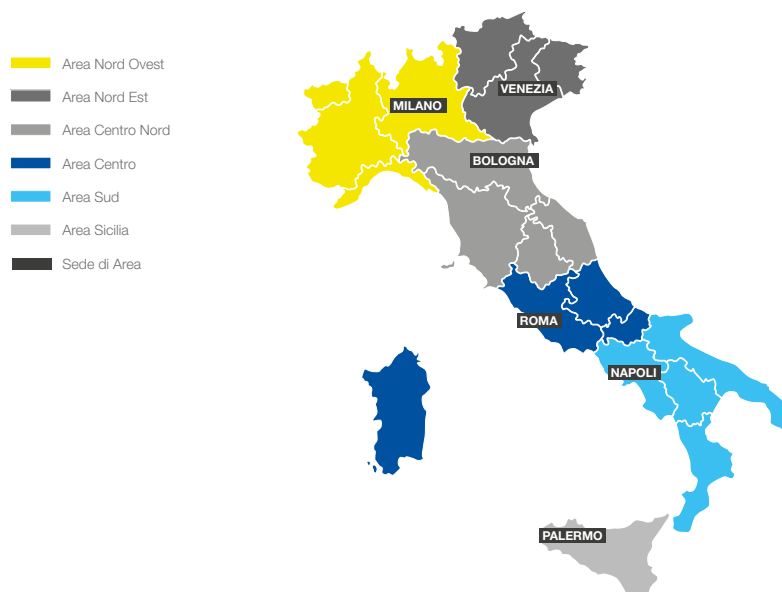 Area Nord Ovest
Area Nord Est
Area Centro Nord
Area Centro
Area Sud
Area Sicilia
Sede di Area
VENEZIA
MILANO
BOLOGNA
ROMA
NAPOLI
PALERMO